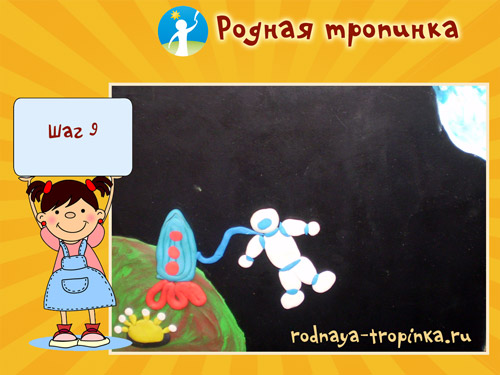 Родная тропинка
Шаг 9
rodnaya-tropinka.ru